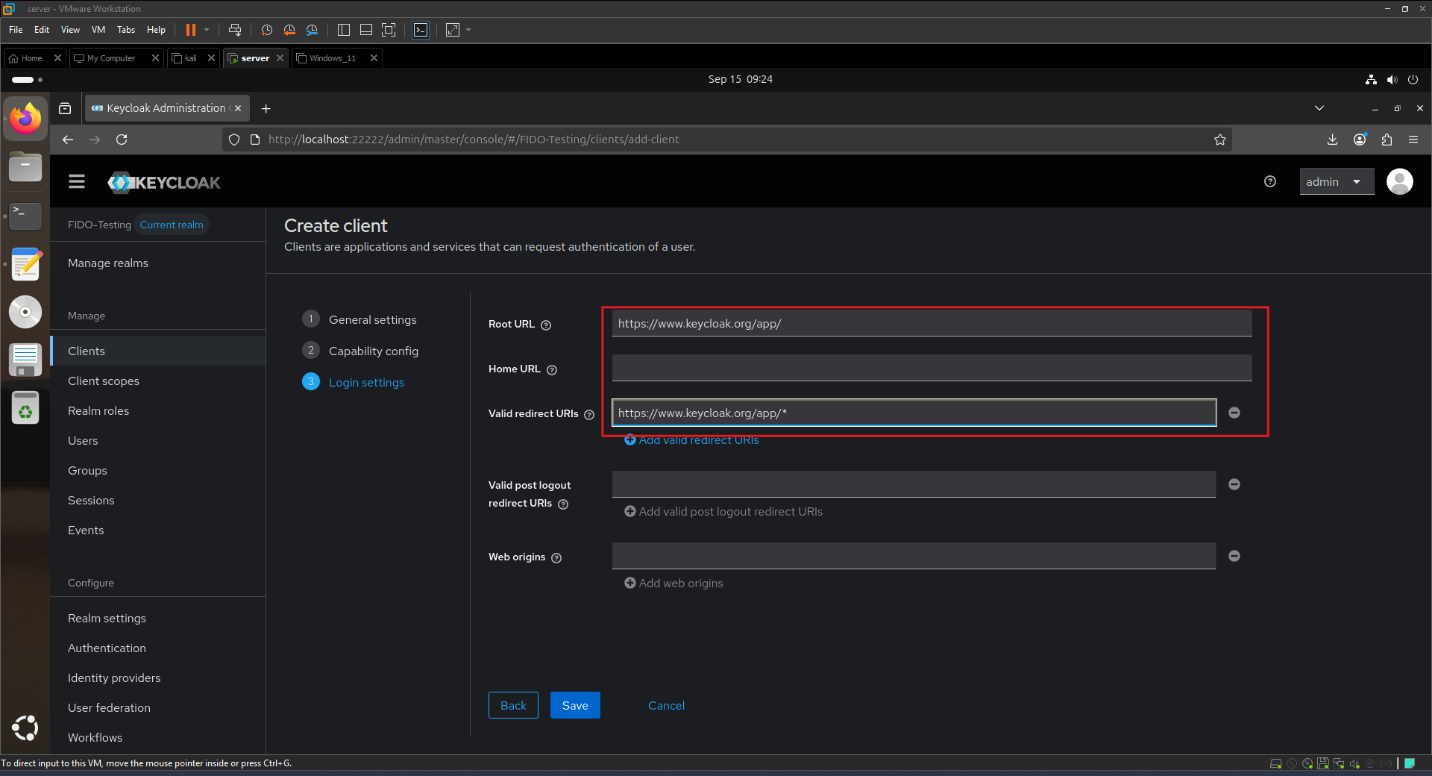 server - VMware Workstation
File Edit View VM Tabs Help
Home My Computer kali server Windows_11
Sep 15 09:24
Keycloak Administration
http://localhost:22222/admin/master/console/#/FIDO-Testing/clients/add-client
KEYCLOAK
admin
FIDO-Testing Current realm
Manage realms
Manage
Clients
Client scopes
Realm roles
Users
Groups
Sessions
Events
Configure
Realm settings
Authentication
Identity providers
User federation
Workflows
Create client
Clients are applications and services that can request authentication of a user.
1 General settings
2 Capability config
3 Login settings
Root URL
https://www.keycloak.org/app/
Home URL
Valid redirect URIs
https://www.keycloak.org/app/*
Add valid redirect URIs
Valid post logout
redirect URIs
Add valid post logout redirect URIs
Web origins
Add web origins
Back Save Cancel
To direct input to this VM, move the mouse pointer inside or press Ctrl+G.